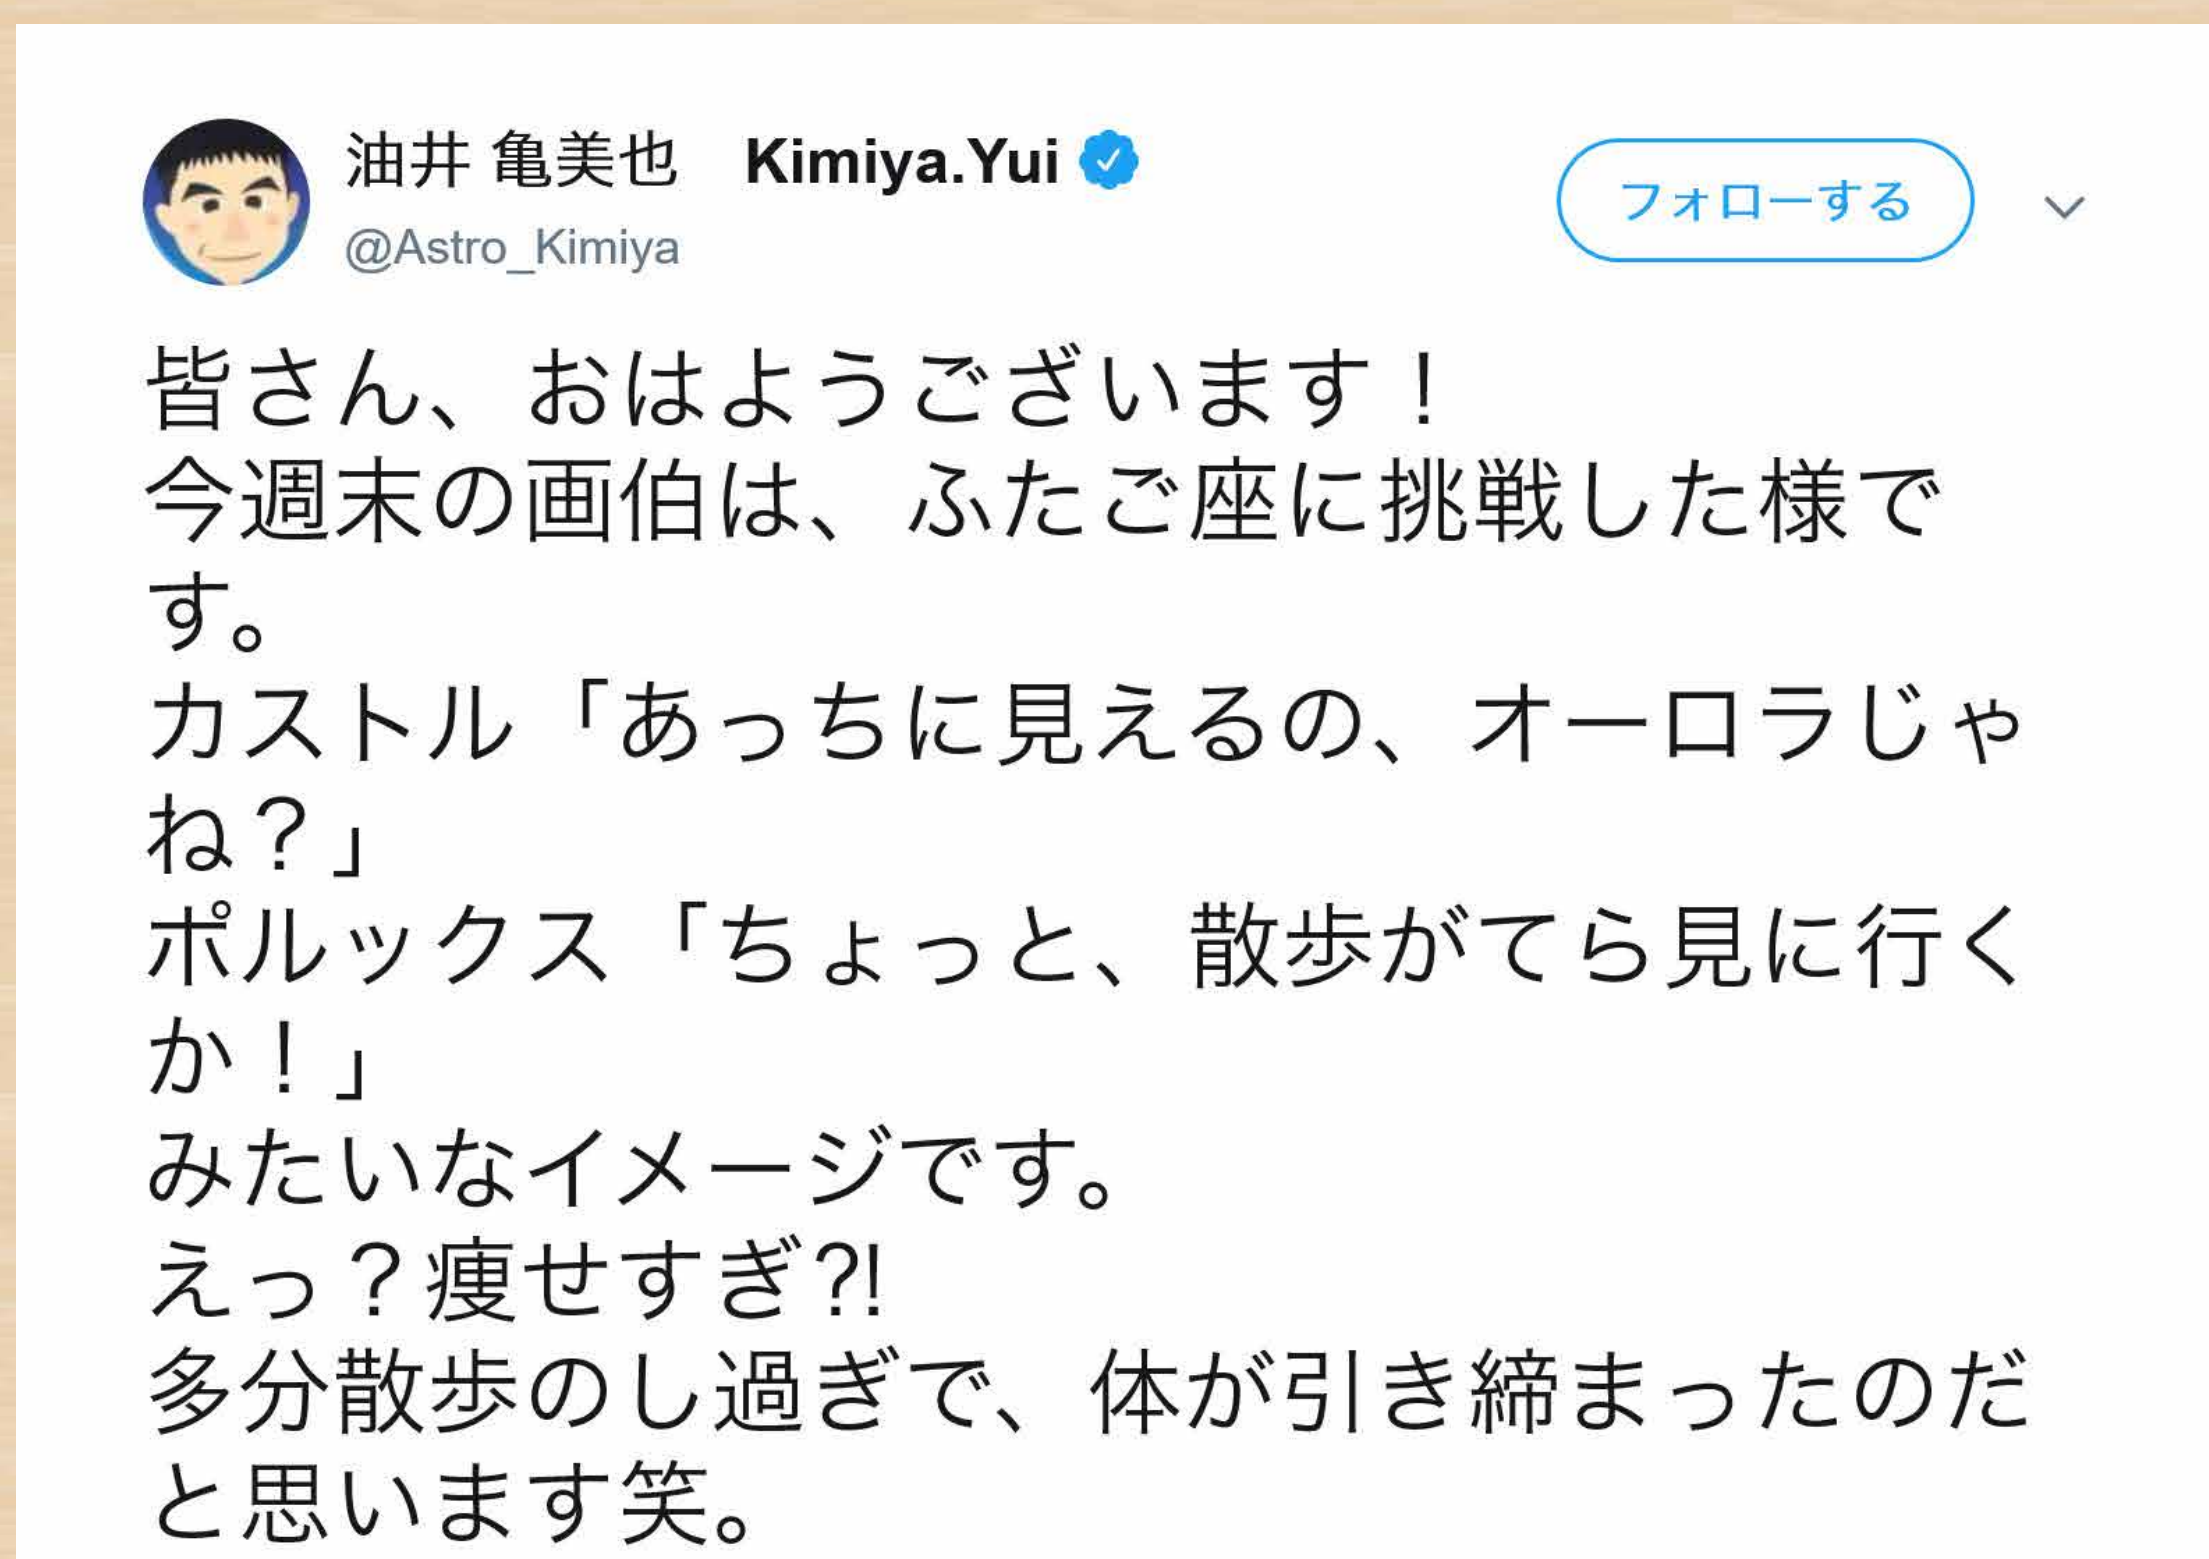 油井 亀美也　Kimiya.Yui
@Astro_Kimiya
フォローする
皆さん、おはようございます！
今週末の画伯は、ふたご座に挑戦した様で
す。
カストル「あっちに見えるの、オーロラじゃ
ね？」
ポルックス「ちょっと、散歩がてら見に行く
か！」
みたいなイメージです。
えっ？痩せすぎ?!
多分散歩のし過ぎで、体が引き締まったのだ
と思います笑。